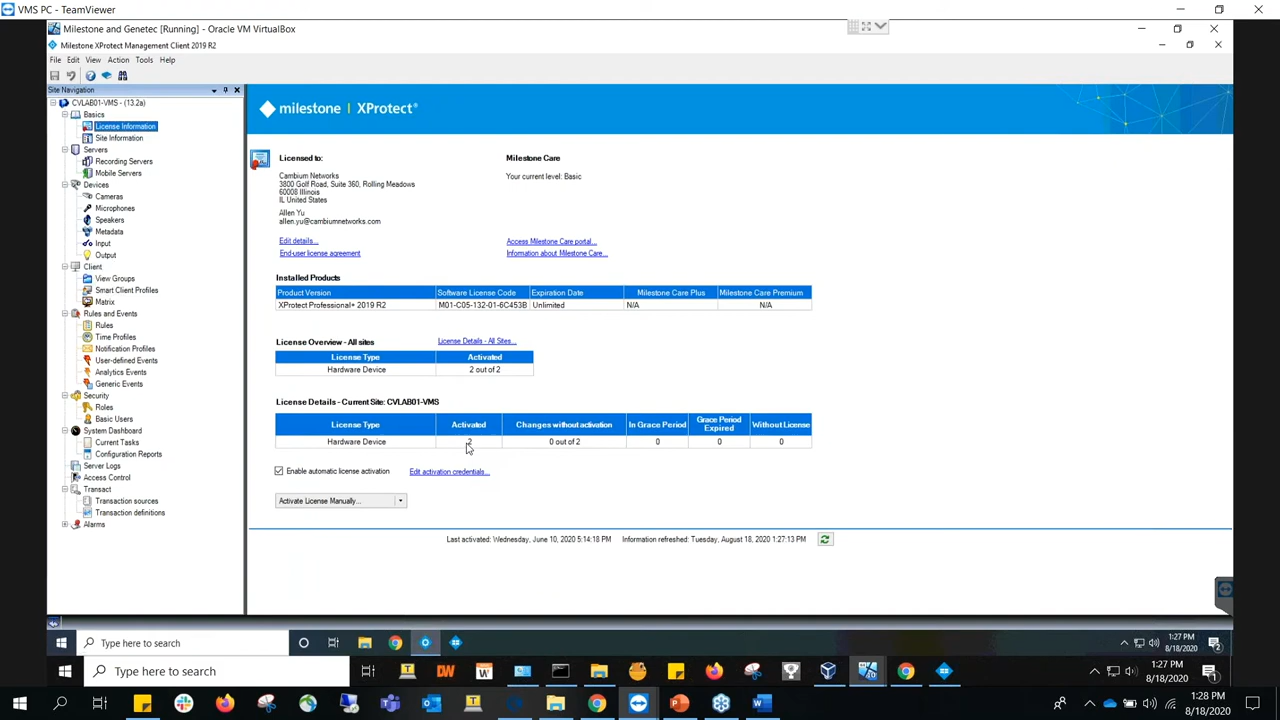 VMS PC - TeamViewer
Milestone and Genetec [Running] - Oracle VM VirtualBox
Milestone XProtect Management Client 2019 R2
File Edit View Action Tools Help
Site Navigation
CVLAB01-VMS - (13.2a)
Basics
License Information
Site Information
Servers
Recording Servers
Mobile Servers
Devices
Cameras
Microphones
Speakers
Metadata
Input
Output
Client
View Groups
Smart Client Profiles
Matrix
Rules and Events
Rules
Time Profiles
Notification Profiles
User-defined Events
Analytics Events
Generic Events
Security
Roles
Basic Users
System Dashboard
Current Tasks
Configuration Reports
Server Logs
Access Control
Transact
Transaction sources
Transaction definitions
Alarms
milestone | XProtect®
Licensed to:
Cambium Networks
3800 Golf Road, Suite 360, Rolling Meadows
60008 Illinois
IL United States
Allen Yu
allen.yu@cambiumnetworks.com
Edit details...
End-user license agreement
Milestone Care
Your current level: Basic
Access Milestone Care portal...
Information about Milestone Care...
Installed Products
Product Version Software License Code Expiration Date Milestone Care Plus Milestone Care Premium
XProtect Professional+ 2019 R2 M01-C05-132-01-6C453B Unlimited N/A N/A
License Overview - All sites License Details - All Sites...
License Type Activated
Hardware Device 2 out of 2
License Details - Current Site: CVLAB01-VMS
License Type Activated Changes without activation In Grace Period Grace Period Expired Without License
Hardware Device 2 0 out of 2 0 0 0
Enable automatic license activation Edit activation credentials...
Activate License Manually...
Last activated: Wednesday, June 10, 2020 5:14:18 PM Information refreshed: Tuesday, August 18, 2020 1:27:13 PM
Type here to search
1:27 PM
8/18/2020
2
Type here to search
T
DW
W
1:27 PM
8/18/2020
1
T
1:28 PM
8/18/2020